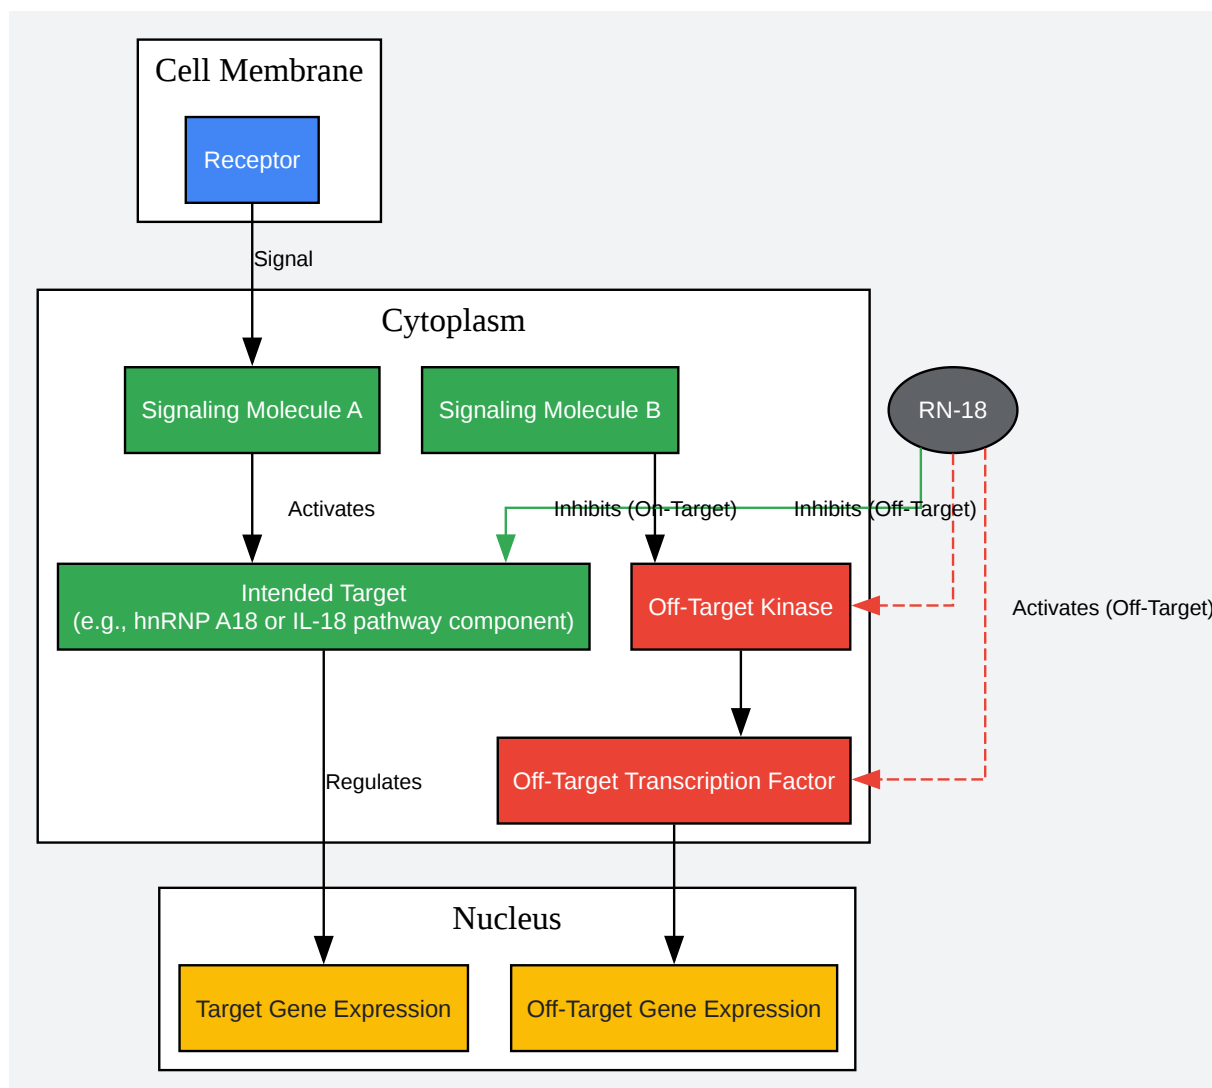 Cell Membrane
Receptor
Signal
Cytoplasm
Signaling Molecule A
Signaling Molecule B
RN-18
Activates
Inhibits (On-Target)
Inhibits (Off-Target)
Intended Target
(e.g., hnRNP A18 or IL-18 pathway component)
Off-Target Kinase
Activates (Off-Target)
Regulates
Off-Target Transcription Factor
Nucleus
Target Gene Expression
Off-Target Gene Expression